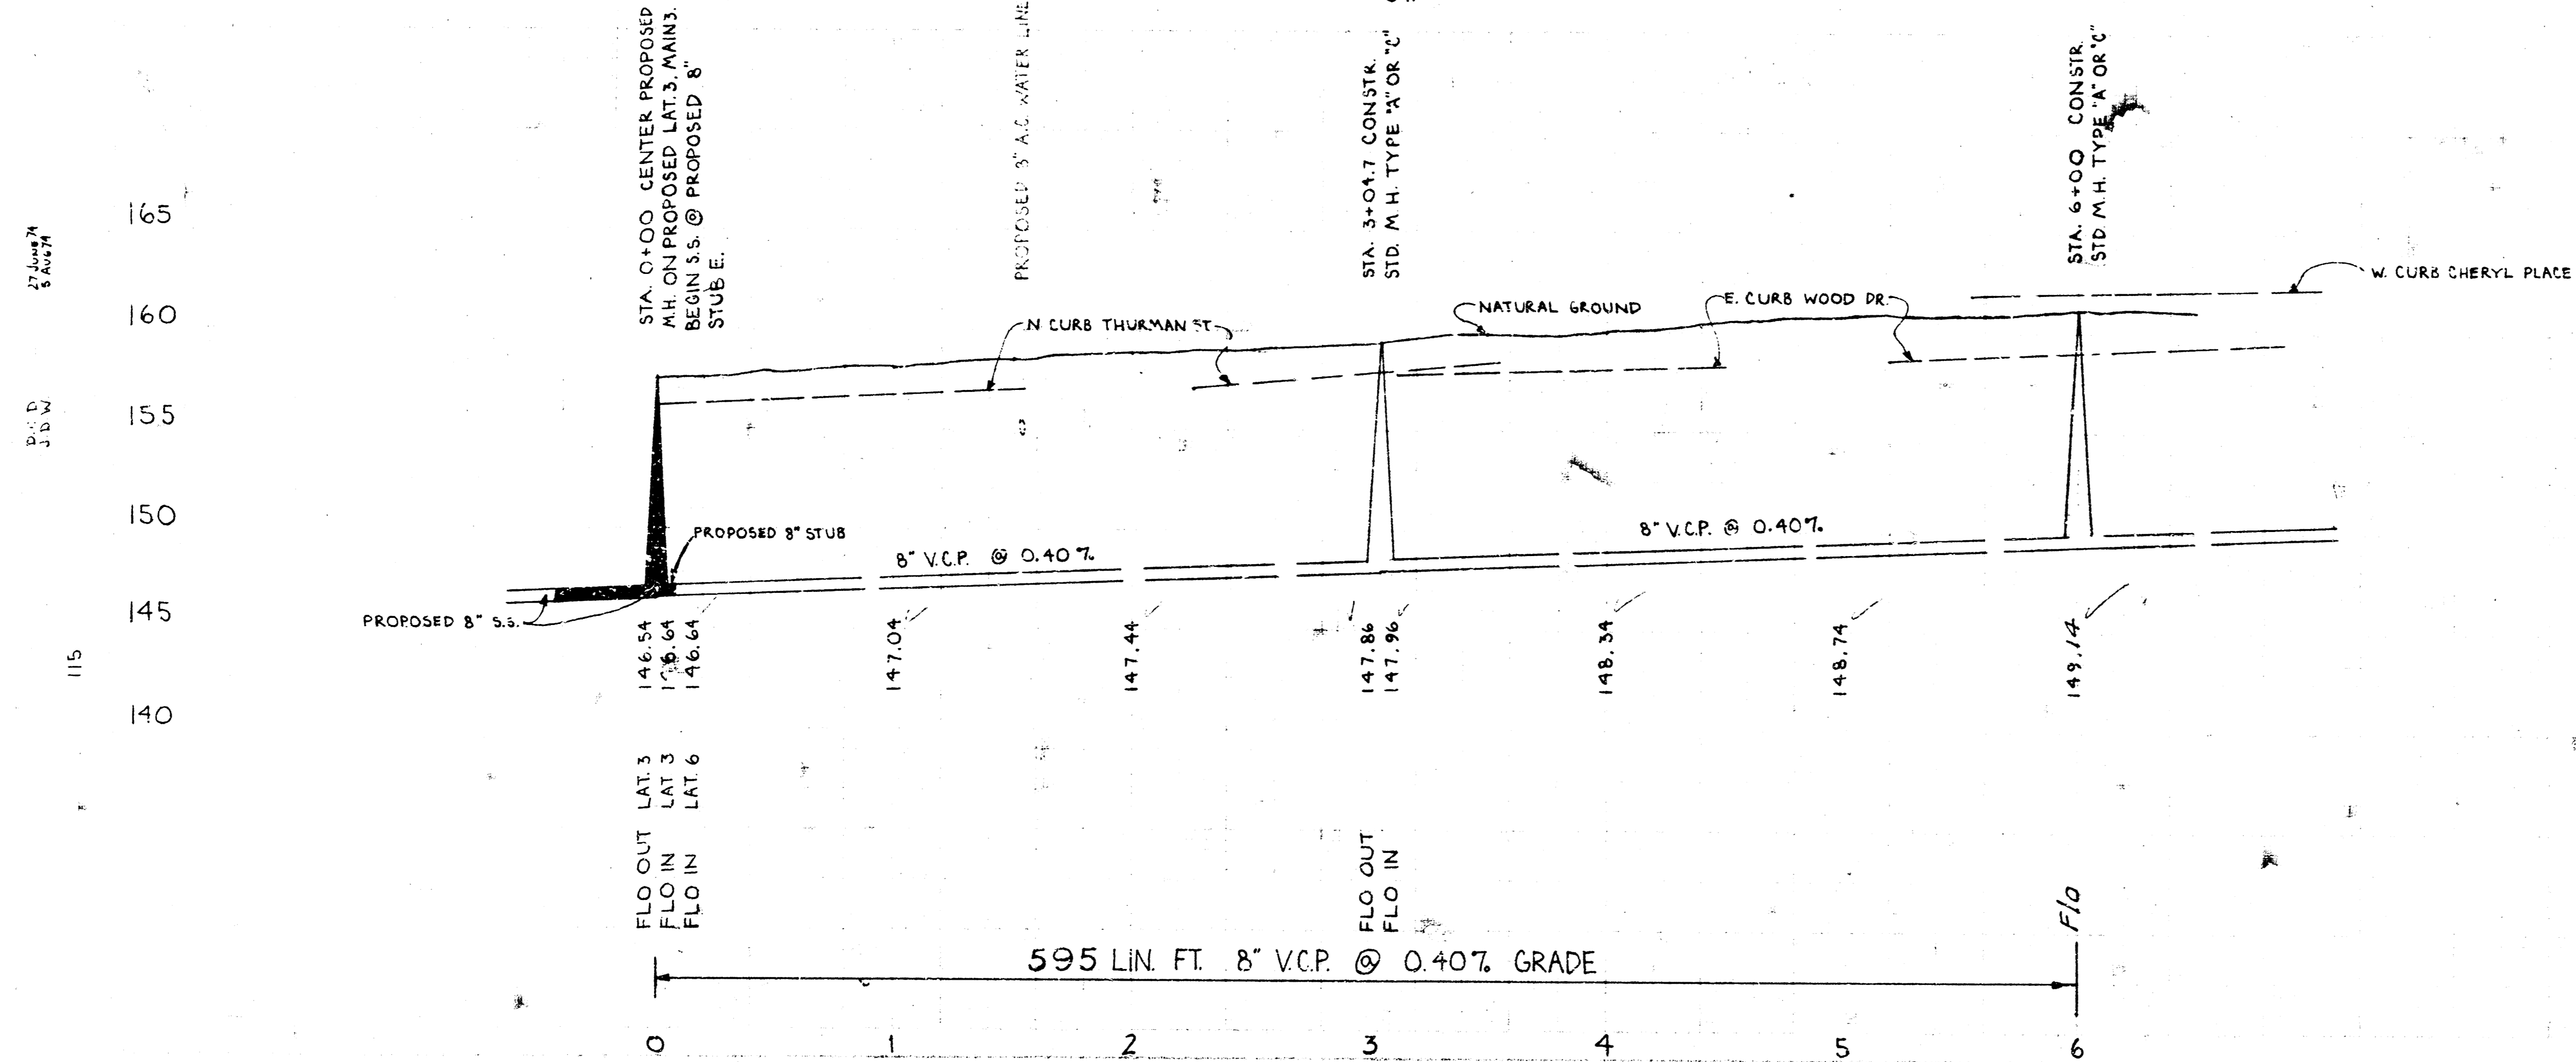 STA. 0+00 CENTER PROPOSED
M.H. ON PROPOSED LAT. 3, MAIN 3.
BEGIN S.S. @ PROPOSED 8"
STUB E.
PROPOSED 8" A.C. WATER LINE
STA. 3+04.7 CONSTR.
STD. M.H. TYPE "A" OR "C"
STA. 6+00 CONSTR.
STD. M.H. TYPE "A" OR "C"
27 JUNE 74
5 AUG 74
J.D.W
115
165
160
155
150
145
140
N. CURB THURMAN ST.
NATURAL GROUND
E. CURB WOOD DR.
W. CURB CHERYL PLACE
PROPOSED 8" STUB
8" V.C.P. @ 0.40%
8" V.C.P. @ 0.40%
PROPOSED 8" S.S.
146.54
146.64
146.64
147.04
147.44
147.86
147.96
148.34
148.74
149.14
FLO OUT LAT. 3
FLO IN LAT 3
FLO IN LAT. 6
FLO OUT
FLO IN
F/O
595 LIN. FT. 8" V.C.P. @ 0.40% GRADE
0 1 2 3 4 5 6